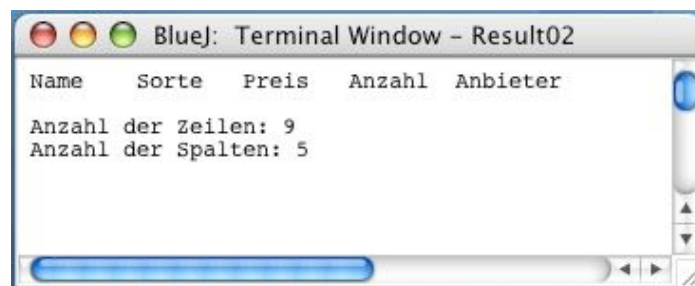 BlueJ: Terminal Window – Result02
Name Sorte Preis Anzahl Anbieter
Anzahl der Zeilen: 9
Anzahl der Spalten: 5